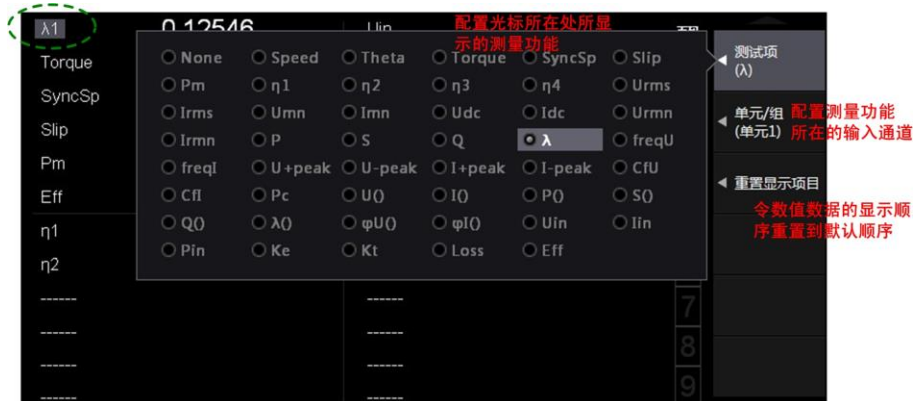 λ1 0.12546 Uin
配置光标所在处所显
示的测量功能
Torque
SyncSp
Slip
Pm
Eff
η1
η2
------ ------
------ ------
------ ------
------ ------
None Speed Theta Torque SyncSp Slip
Pm η1 η2 η3 η4 Urms
Irms Umn Imn Udc Idc Urmn
Irmn P S Q λ freqU
freqI U+peak U-peak I+peak I-peak CfU
CfI Pc U() I() P() S()
Q() λ() φU() φI() Uin Iin
Pin Ke Kt Loss Eff
7
8
9
测试项
(λ)
单元/组
(单元1)
配置测量功能
所在的输入通道
重置显示项目
令数值数据的显示顺
序重置到默认顺序